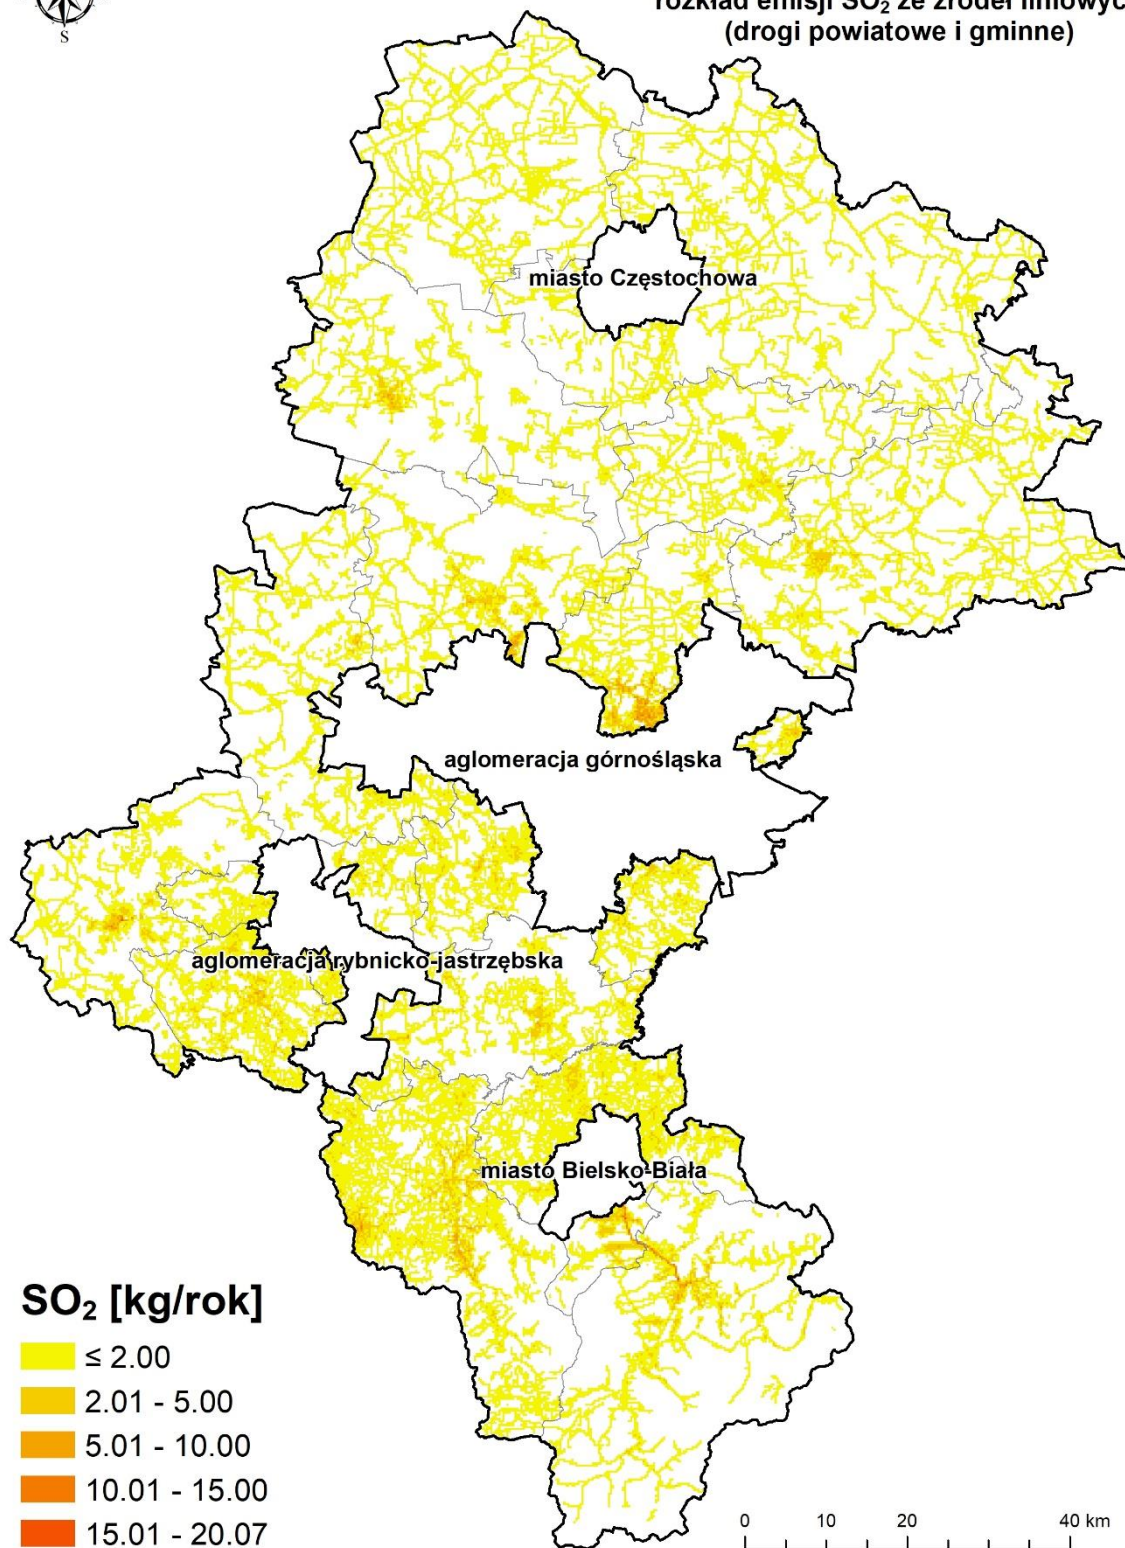 S
rozkład emisji SO₂ ze źródeł liniowyc
(drogi powiatowe i gminne)
miasto Częstochowa
aglomeracja górnośląska
aglomeracja rybnicko-jastrzębska
miasto Bielsko-Biała
SO₂ [kg/rok]
≤ 2.00
2.01 - 5.00
5.01 - 10.00
10.01 - 15.00
15.01 - 20.07
0 10 20 40 km